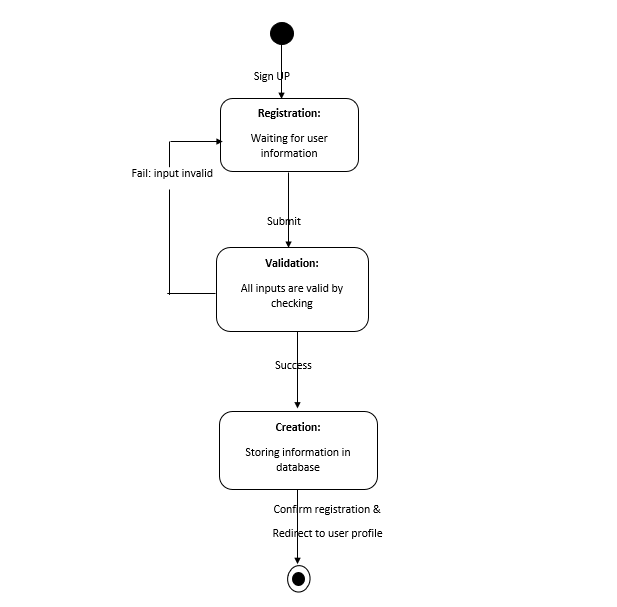 Sign UP
Registration:
Waiting for user
information
Fail: input invalid
Submit
Validation:
All inputs are valid by
checking
Success
Creation:
Storing information in
database
Confirm registration &
Redirect to user profile